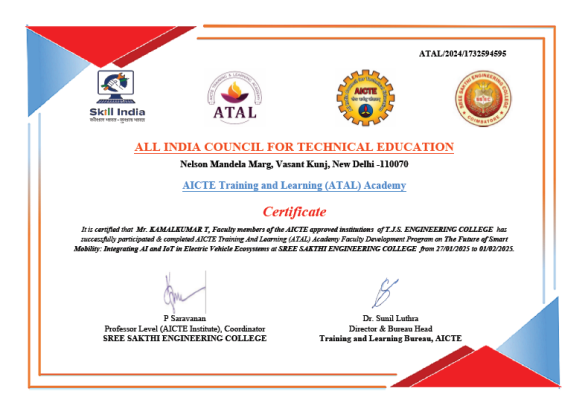 ATAL/2024/1732594595
Skill India
कौशल भारत - कुशल भारत
ATAL
AICTE
SREE SAKTHI ENGINEERING COLLEGE
COIMBATORE
ALL INDIA COUNCIL FOR TECHNICAL EDUCATION
Nelson Mandela Marg, Vasant Kunj, New Delhi -110070
AICTE Training and Learning (ATAL) Academy
Certificate
It is certified that Mr. KAMALKUMAR T, Faculty members of the AICTE approved institutions of T.J.S. ENGINEERING COLLEGE has
successfully participated & completed AICTE Training And Learning (ATAL) Academy Faculty Development Program on The Future of Smart
Mobility: Integrating AI and IoT in Electric Vehicle Ecosystems at SREE SAKTHI ENGINEERING COLLEGE from 27/01/2025 to 01/02/2025.
P Saravanan
Professor Level (AICTE Institute), Coordinator
SREE SAKTHI ENGINEERING COLLEGE
Dr. Sunil Luthra
Director & Bureau Head
Training and Learning Bureau, AICTE